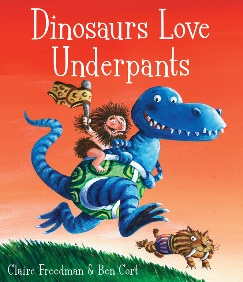 Dinosaurs Love
Underpants
Claire Freedman & Ben Cort